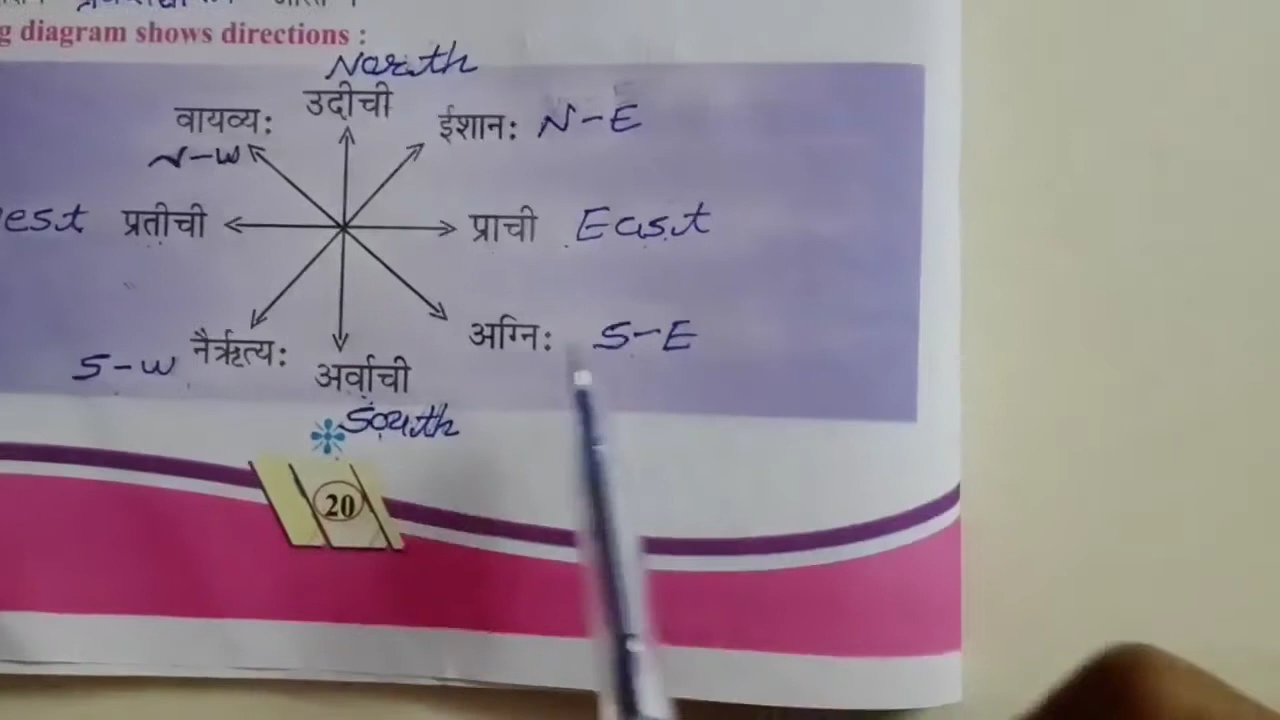 g diagram shows directions :
North
उदीची
वायव्यः
ईशानः N-E
N-W
est प्रतीची
प्राची East
अग्निः S-E
नैर्ऋत्यः
S-W
अर्वाची
South
20